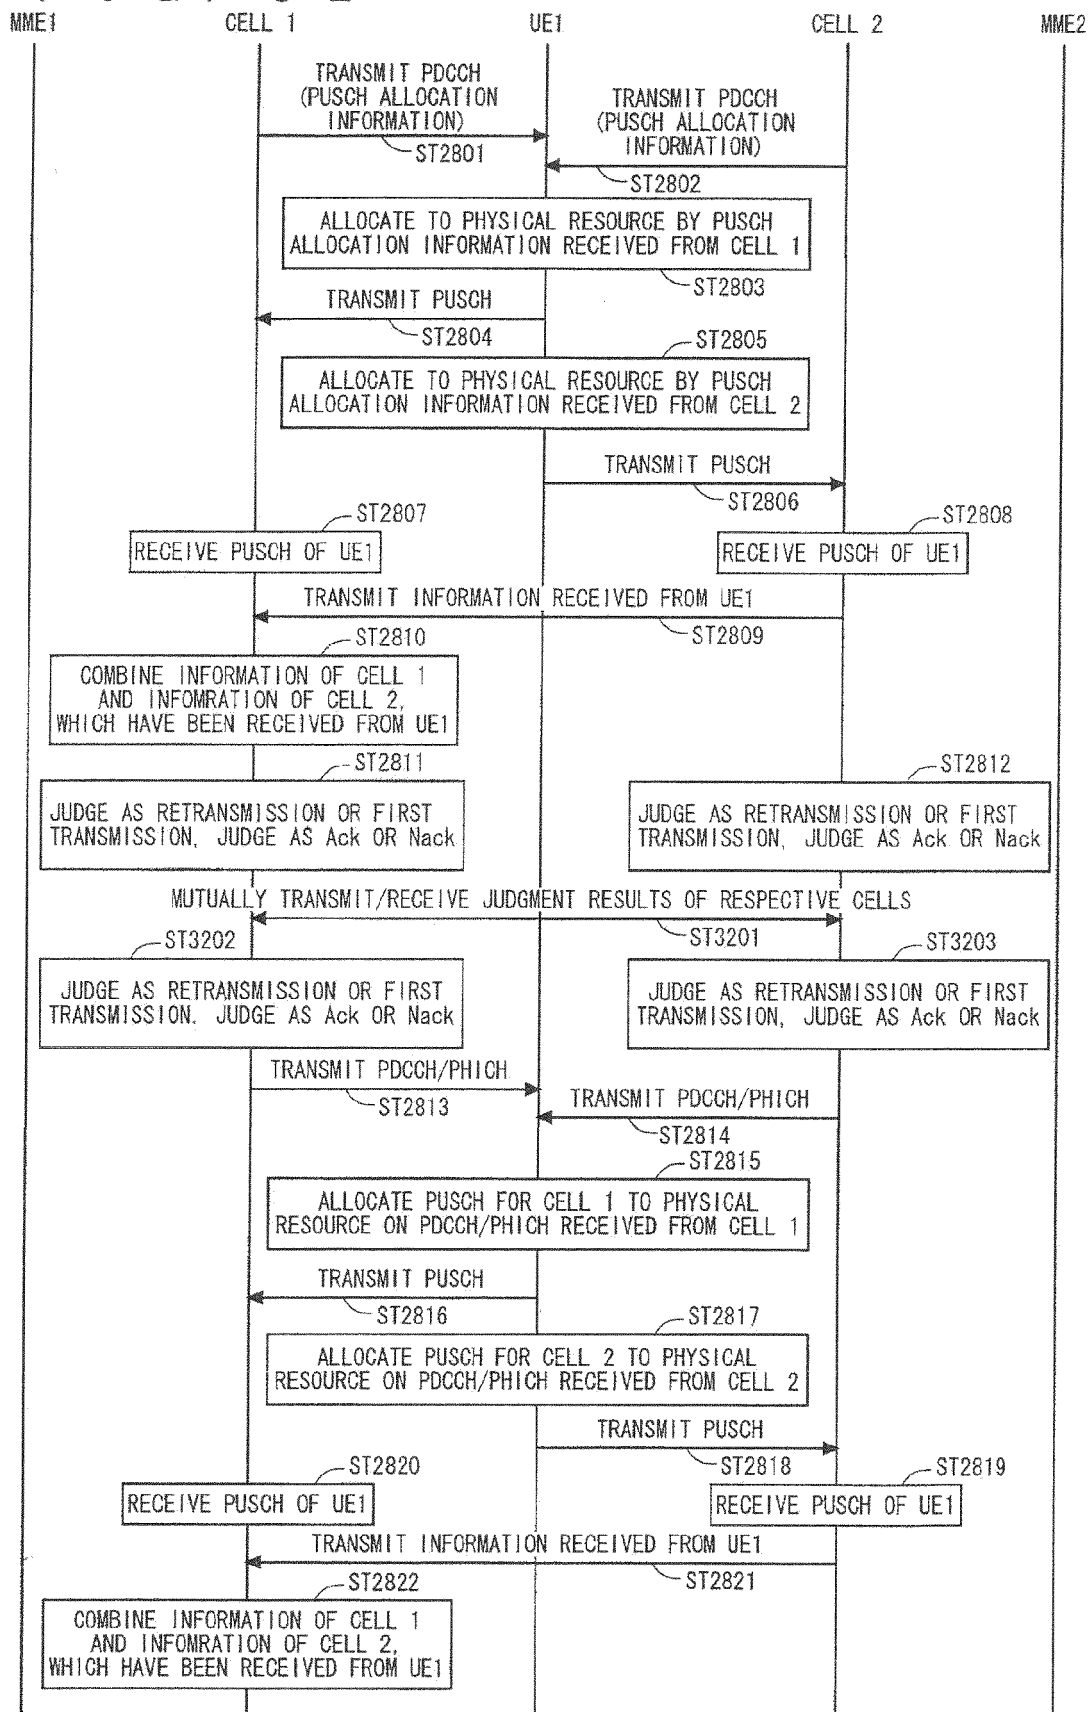 MME1 CELL 1 UE1 CELL 2 MME2
TRANSMIT PDCCH
(PUSCH ALLOCATION
INFORMATION)
ST2801
TRANSMIT PDCCH
(PUSCH ALLOCATION
INFORMATION)
ST2802
ALLOCATE TO PHYSICAL RESOURCE BY PUSCH
ALLOCATION INFORMATION RECEIVED FROM CELL 1
ST2803
TRANSMIT PUSCH
ST2804
ST2805
ALLOCATE TO PHYSICAL RESOURCE BY PUSCH
ALLOCATION INFORMATION RECEIVED FROM CELL 2
TRANSMIT PUSCH
ST2806
ST2807
RECEIVE PUSCH OF UE1
ST2808
RECEIVE PUSCH OF UE1
TRANSMIT INFORMATION RECEIVED FROM UE1
ST2809
ST2810
COMBINE INFORMATION OF CELL 1
AND INFOMRATION OF CELL 2,
WHICH HAVE BEEN RECEIVED FROM UE1
ST2811
JUDGE AS RETRANSMISSION OR FIRST
TRANSMISSION, JUDGE AS Ack OR Nack
ST2812
JUDGE AS RETRANSMISSION OR FIRST
TRANSMISSION, JUDGE AS Ack OR Nack
MUTUALLY TRANSMIT/RECEIVE JUDGMENT RESULTS OF RESPECTIVE CELLS
ST3201
ST3202
JUDGE AS RETRANSMISSION OR FIRST
TRANSMISSION. JUDGE AS Ack OR Nack
ST3203
JUDGE AS RETRANSMISSION OR FIRST
TRANSMISSION, JUDGE AS Ack OR Nack
TRANSMIT PDCCH/PHICH
ST2813
TRANSMIT PDCCH/PHICH
ST2814
ST2815
ALLOCATE PUSCH FOR CELL 1 TO PHYSICAL
RESOURCE ON PDCCH/PHICH RECEIVED FROM CELL 1
TRANSMIT PUSCH
ST2816
ST2817
ALLOCATE PUSCH FOR CELL 2 TO PHYSICAL
RESOURCE ON PDCCH/PHICH RECEIVED FROM CELL 2
TRANSMIT PUSCH
ST2818
ST2820
RECEIVE PUSCH OF UE1
ST2819
RECEIVE PUSCH OF UE1
TRANSMIT INFORMATION RECEIVED FROM UE1
ST2821
ST2822
COMBINE INFORMATION OF CELL 1
AND INFOMRATION OF CELL 2,
WHICH HAVE BEEN RECEIVED FROM UE1